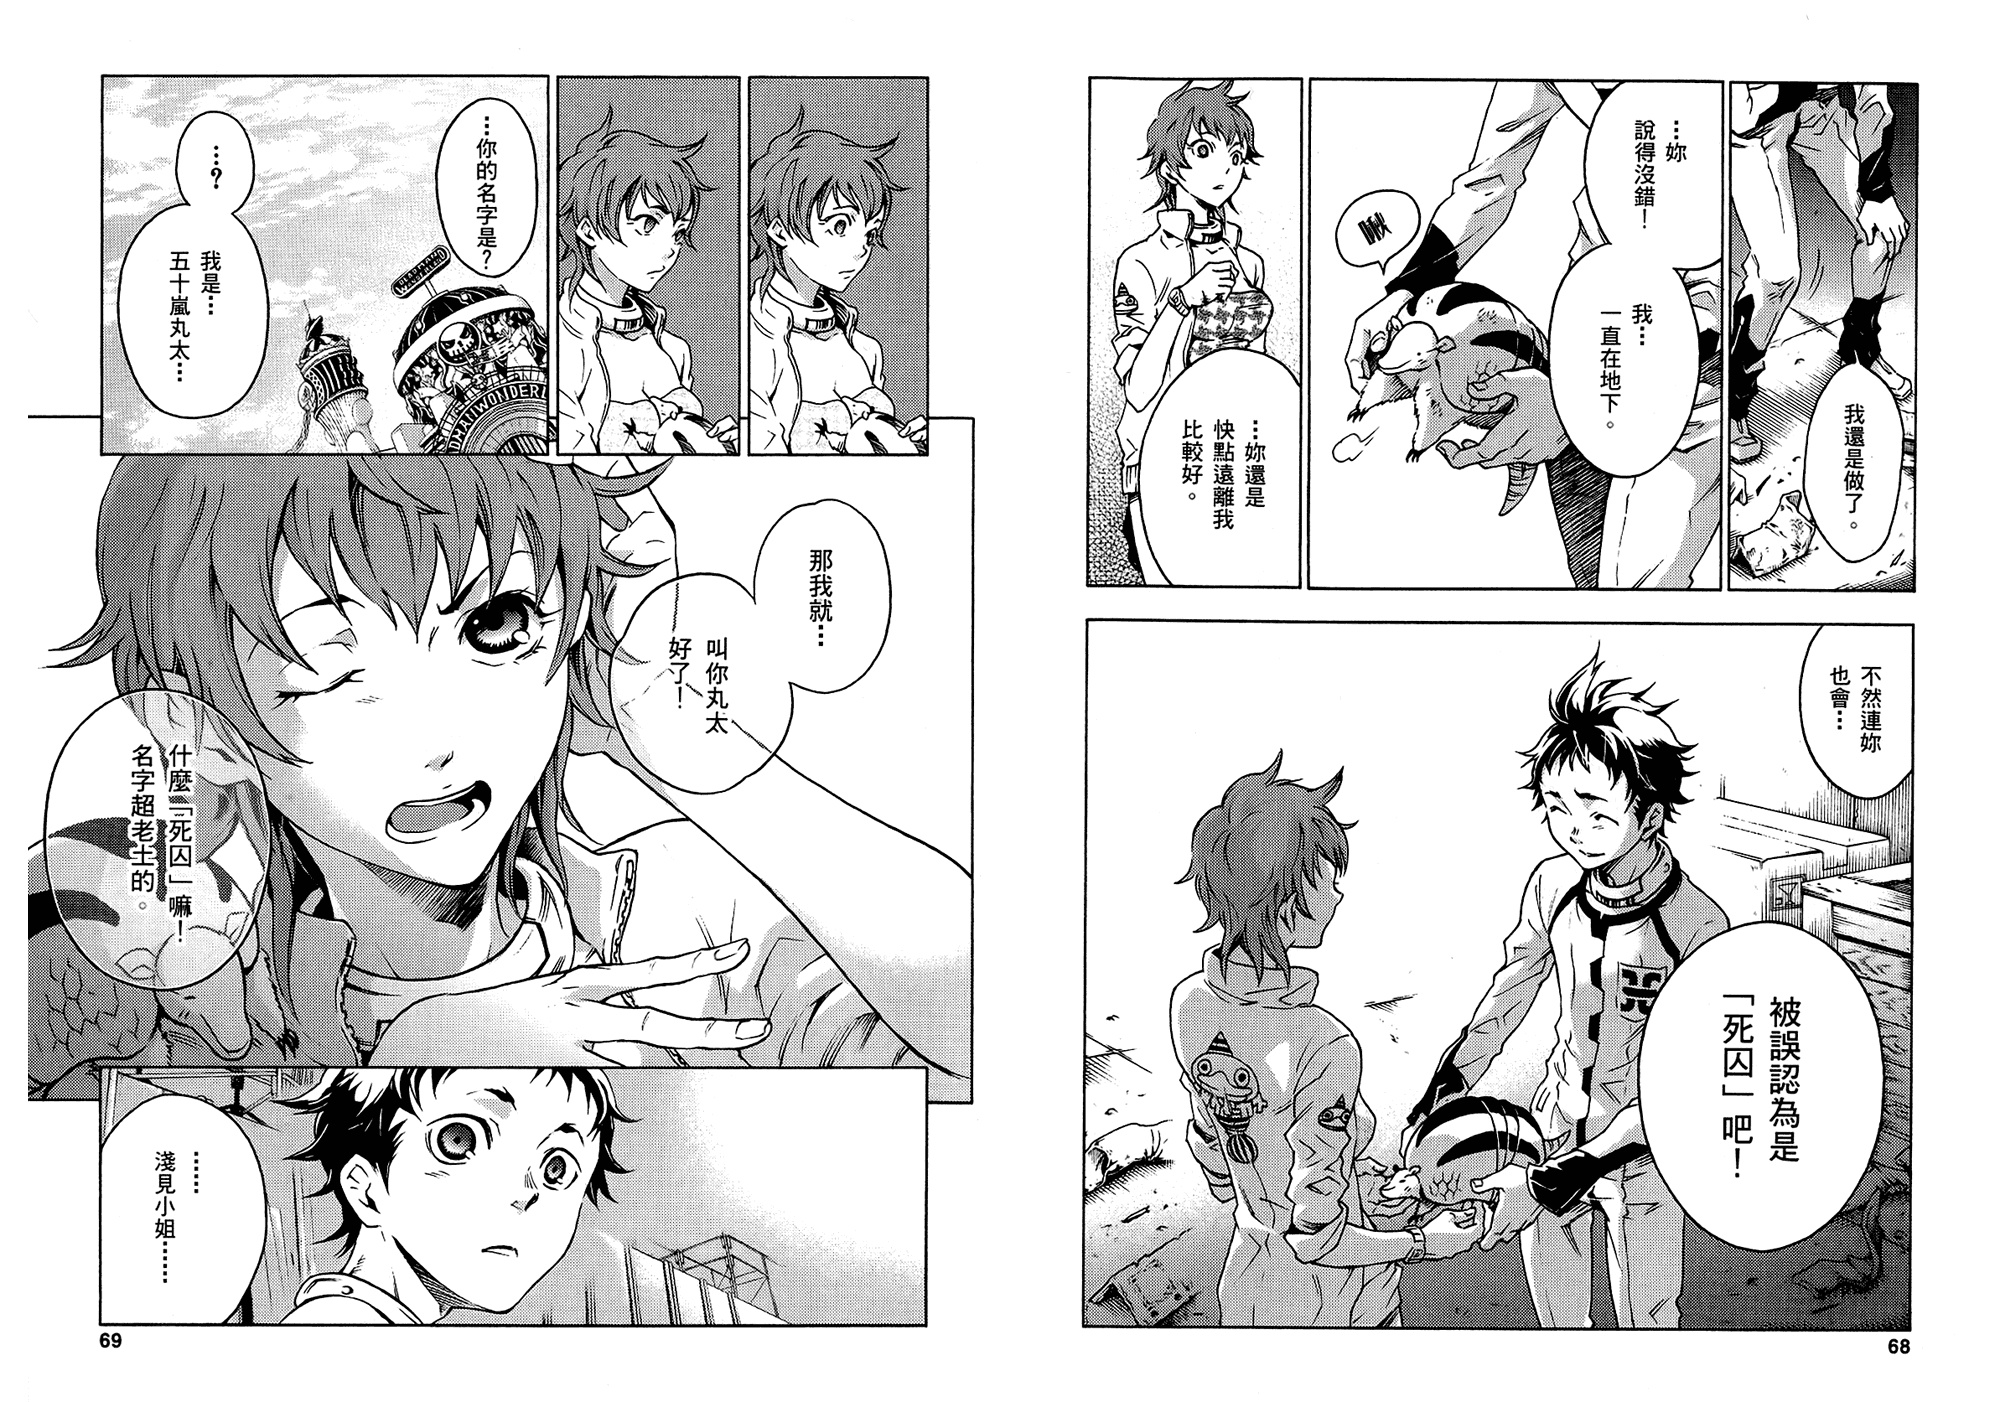 我還是做了。
…妳
說得沒錯！
我…
一直在地下。
啾
…妳還是
快點遠離我
比較好。
不然連妳
也會…
被誤認為是
「死囚」吧！
68
…你的名字是？
…？
我是…
五十嵐丸太…
WONDERL
那我就…
叫你丸太
好了！
什麼「死囚」嘛！
名字超老土的。
……
淺見小姐……
69